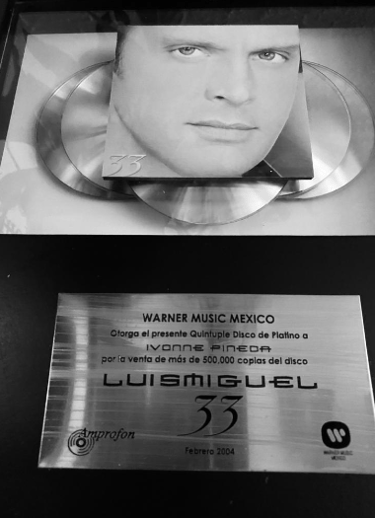 33
WARNER MUSIC MEXICO
Otorga el presente Quintuple Disco de Platino a
IVONNE PINEDA
por la venta de más de 500,000 copias del disco
LUISMIGUEL
33
Amprofon
Febrero 2004
WARNER MUSIC
MEXICO